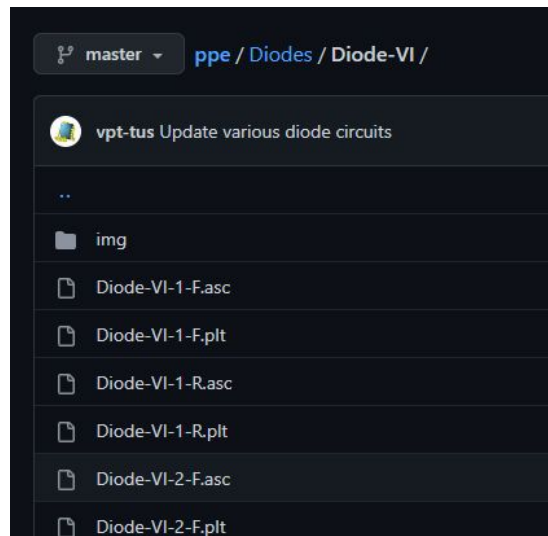 master ppe / Diodes / Diode-VI /
vpt-tus Update various diode circuits
..
img
Diode-VI-1-F.asc
Diode-VI-1-F.plt
Diode-VI-1-R.asc
Diode-VI-1-R.plt
Diode-VI-2-F.asc
Diode-VI-2-F.plt